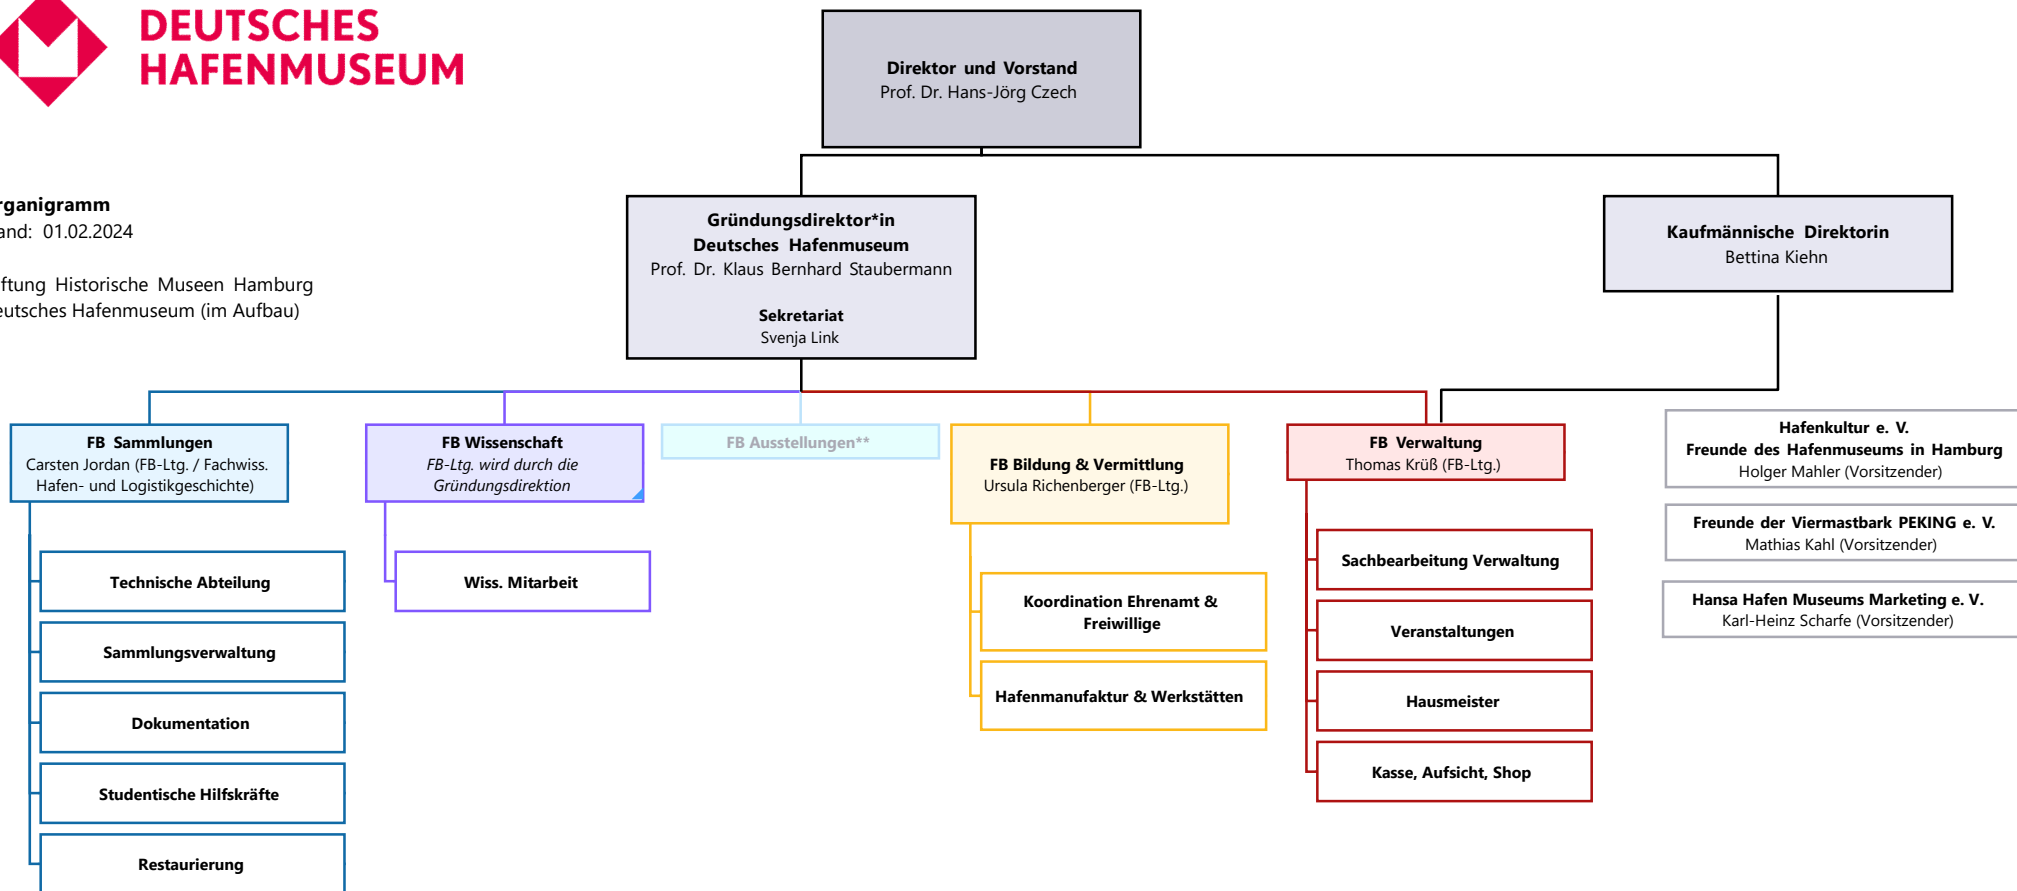 DEUTSCHES
HAFENMUSEUM
rganigramm
and: 01.02.2024
iftung Historische Museen Hamburg
eutsches Hafenmuseum (im Aufbau)
Direktor und Vorstand
Prof. Dr. Hans-Jörg Czech
Gründungsdirektor*in
Deutsches Hafenmuseum
Prof. Dr. Klaus Bernhard Staubermann
Sekretariat
Svenja Link
Kaufmännische Direktorin
Bettina Kiehn
FB Sammlungen
Carsten Jordan (FB-Ltg. / Fachwiss.
Hafen- und Logistikgeschichte)
Technische Abteilung
Sammlungsverwaltung
Dokumentation
Studentische Hilfskräfte
Restaurierung
FB Wissenschaft
FB-Ltg. wird durch die
Gründungsdirektion
Wiss. Mitarbeit
FB Ausstellungen**
FB Bildung & Vermittlung
Ursula Richenberger (FB-Ltg.)
Koordination Ehrenamt &
Freiwillige
Hafenmanufaktur & Werkstätten
FB Verwaltung
Thomas Krüß (FB-Ltg.)
Sachbearbeitung Verwaltung
Veranstaltungen
Hausmeister
Kasse, Aufsicht, Shop
Hafenkultur e. V.
Freunde des Hafenmuseums in Hamburg
Holger Mahler (Vorsitzender)
Freunde der Viermastbark PEKING e. V.
Mathias Kahl (Vorsitzender)
Hansa Hafen Museums Marketing e. V.
Karl-Heinz Scharfe (Vorsitzender)